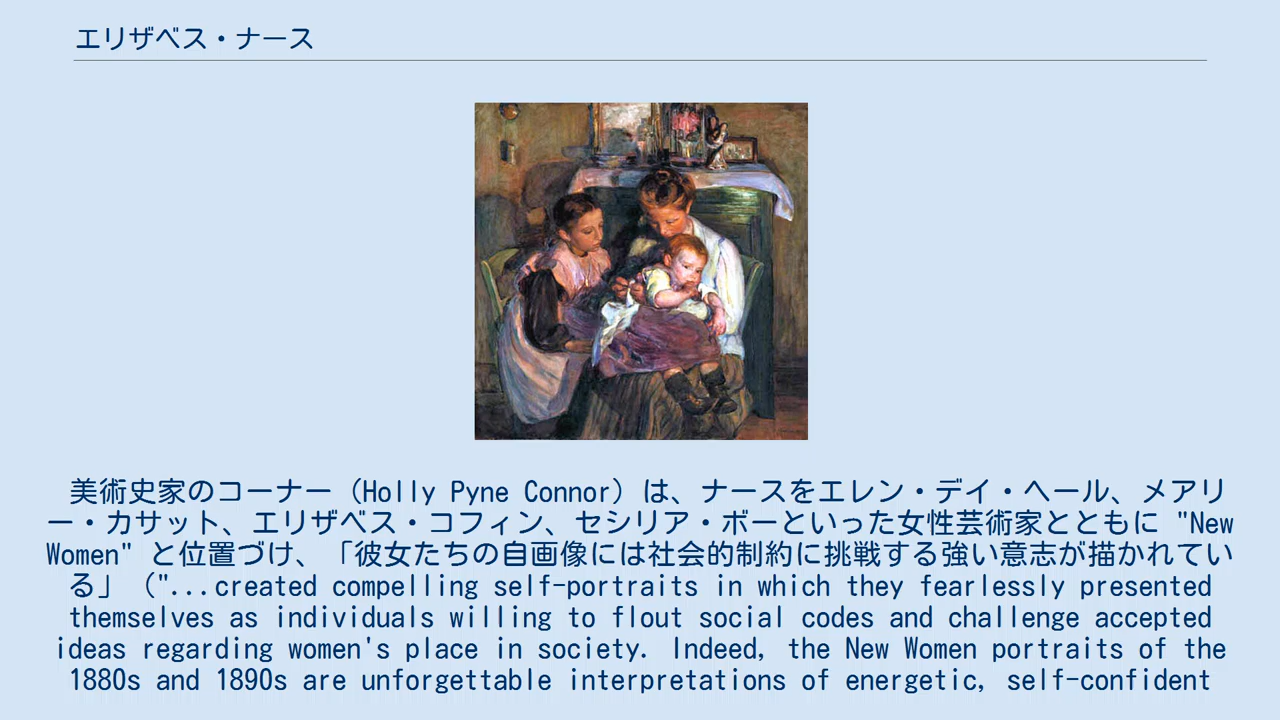 エリザベス・ナース
美術史家のコーナー（Holly Pyne Connor）は、ナースをエレン・デイ・ヘール、メアリ
ー・カサット、エリザベス・コフィン、セシリア・ボーといった女性芸術家とともに "New
Women" と位置づけ、「彼女たちの自画像には社会的制約に挑戦する強い意志が描かれてい
る」（"...created compelling self-portraits in which they fearlessly presented
themselves as individuals willing to flout social codes and challenge accepted
ideas regarding women's place in society. Indeed, the New Women portraits of the
1880s and 1890s are unforgettable interpretations of energetic, self-confident